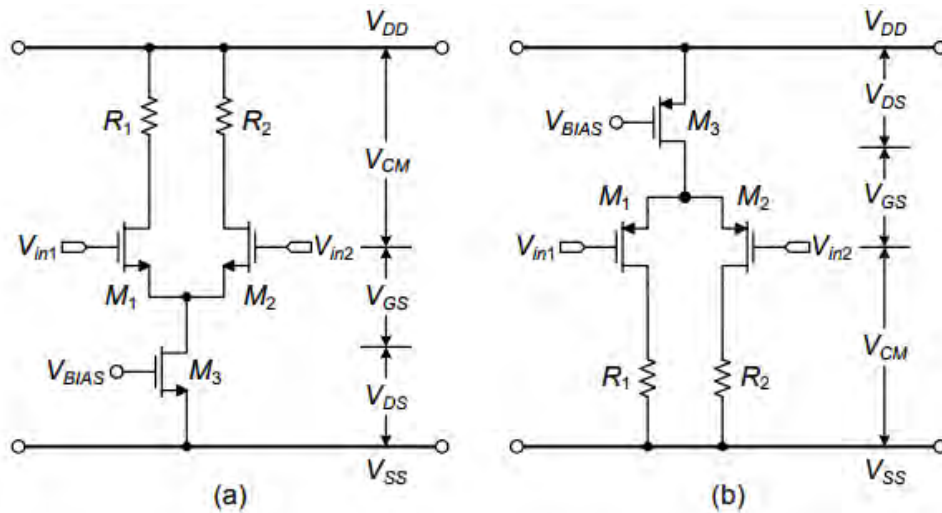 V_DD
R_1
R_2
V_CM
M_1
M_2
V_in1
V_in2
V_GS
V_BIAS
M_3
V_DS
V_SS
(a)
V_DD
V_DS
V_BIAS
M_3
V_GS
M_1
M_2
V_in1
V_in2
V_CM
R_1
R_2
V_SS
(b)